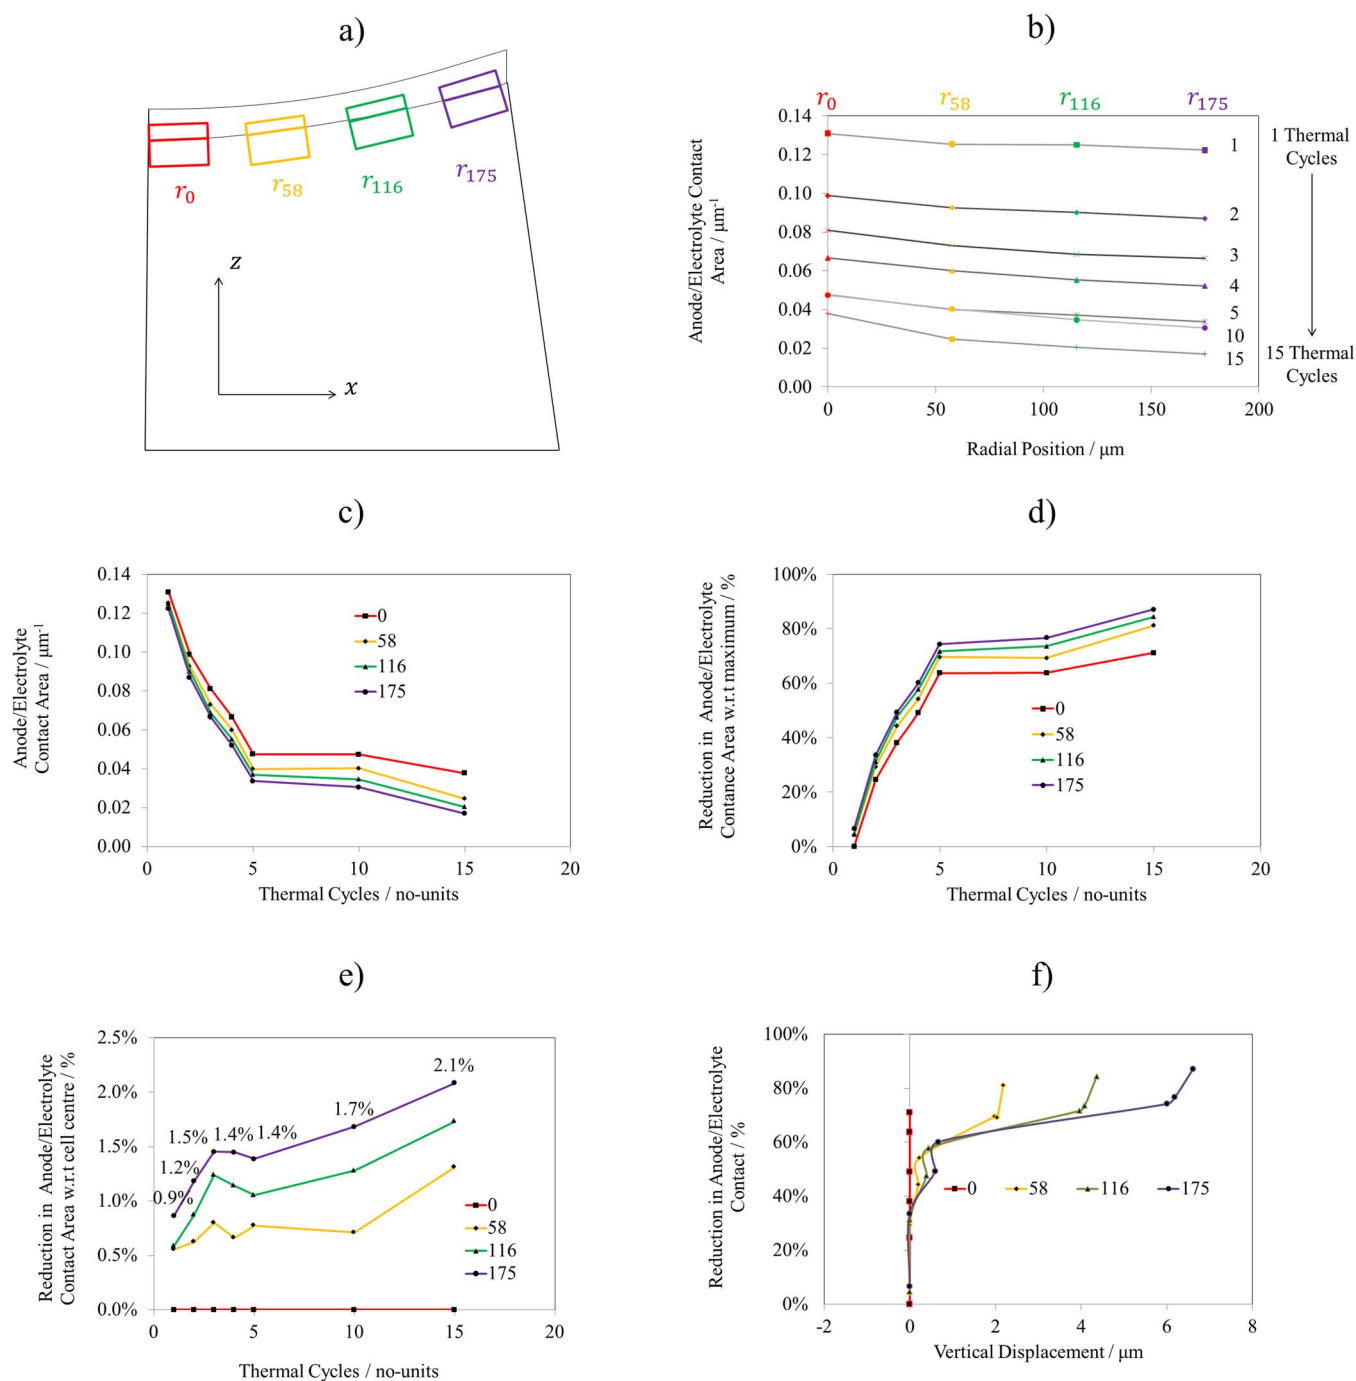 a)
r0
r58
r116
r175
z
x
b)
r0
r58
r116
r175
0.14
0.12
0.10
0.08
0.06
0.04
0.02
0.00
Anode/Electrolyte Contact
Area / μm-1
1
2
3
4
5
10
15
1 Thermal
Cycles
15 Thermal
Cycles
0
50
100
150
200
Radial Position / μm
c)
0.14
0.12
0.10
0.08
0.06
0.04
0.02
0.00
Anode/Electrolyte
Contact Area / μm-1
0
58
116
175
0
5
10
15
20
Thermal Cycles / no-units
d)
100%
80%
60%
40%
20%
0%
Reduction in Anode/Electrolyte
Contance Area w.r.t maximum / %
0
58
116
175
0
5
10
15
20
Thermal Cycles / no-units
e)
2.5%
2.0%
1.5%
1.0%
0.5%
0.0%
Reduction in Anode/Electrolyte
Contact Area w.r.t cell centre / %
0.9%
1.2%
1.5%
1.4%
1.4%
1.7%
2.1%
0
58
116
175
0
5
10
15
20
Thermal Cycles / no-units
f)
100%
80%
60%
40%
20%
0%
Reduction in Anode/Electrolyte
Contact / %
0
58
116
175
-2
0
2
4
6
8
Vertical Displacement / μm